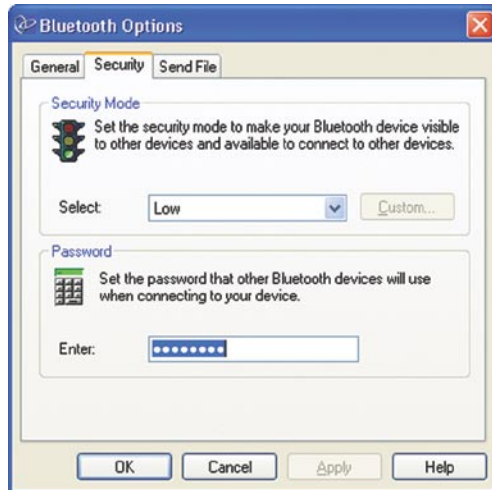 Bluetooth Options
General Security Send File
Security Mode
Set the security mode to make your Bluetooth device visible
to other devices and available to connect to other devices.
Select: Low Custom...
Password
Set the password that other Bluetooth devices will use
when connecting to your device.
Enter: ●●●●●●●●
OK Cancel Apply Help